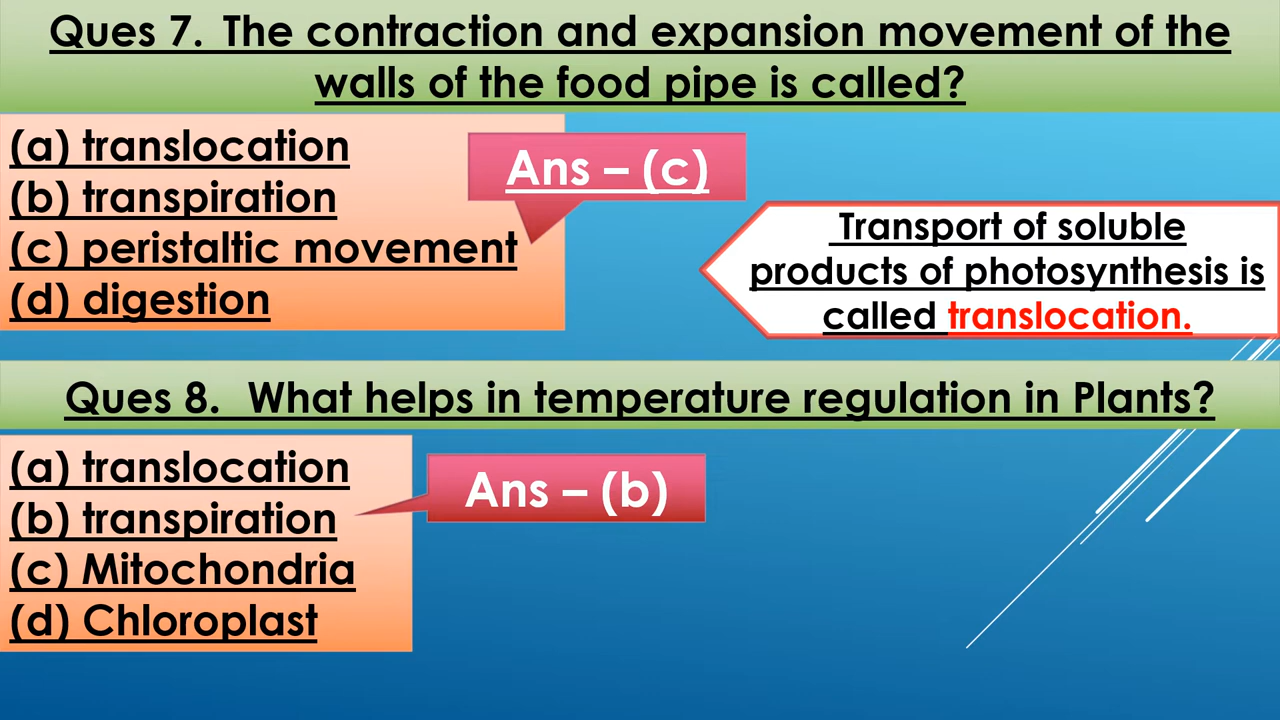 Ques 7. The contraction and expansion movement of the
walls of the food pipe is called?
(a) translocation
(b) transpiration
(c) peristaltic movement
(d) digestion
Ans – (c)
Transport of soluble
products of photosynthesis is
called translocation.
Ques 8. What helps in temperature regulation in Plants?
(a) translocation
(b) transpiration
(c) Mitochondria
(d) Chloroplast
Ans – (b)